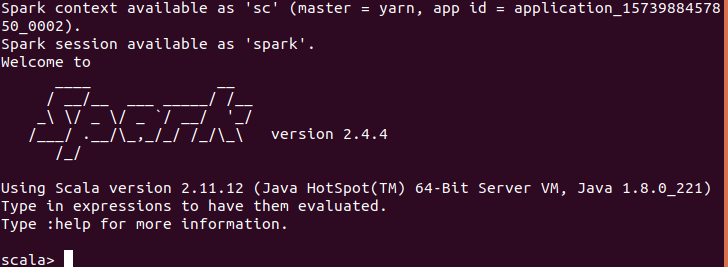 Spark context available as 'sc' (master = yarn, app id = application_15739884578
50_0002).
Spark session available as 'spark'.
Welcome to
      ____              __
     / __/__  ___ _____/ /__
    _\ \/ _ \/ _ `/ __/  '_/
   /___/ .__/\_,_/_/ /_/\_\   version 2.4.4
      /_/
Using Scala version 2.11.12 (Java HotSpot(TM) 64-Bit Server VM, Java 1.8.0_221)
Type in expressions to have them evaluated.
Type :help for more information.
scala>